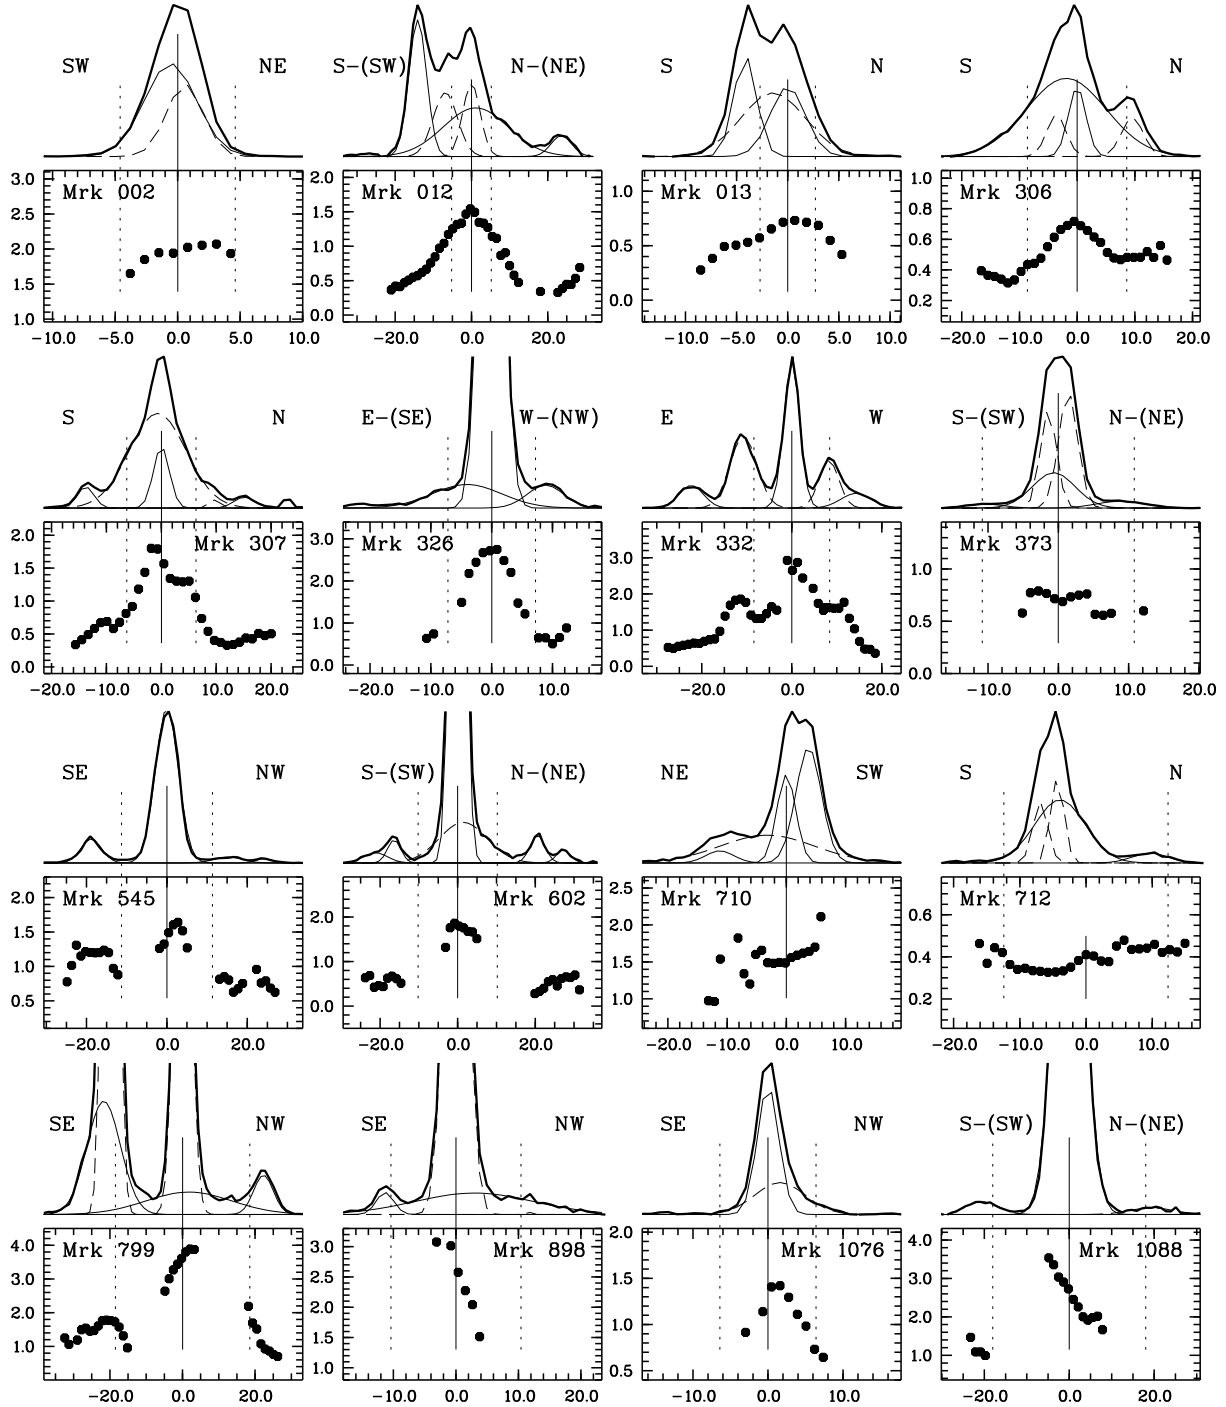 SW NE S−(SW) N−(NE) S N S N
3.0 Mrk 002 2.0 Mrk 012 1.0 Mrk 013 1.0 Mrk 306
2.5 1.5 0.5 0.8
2.0 1.0 0.0 0.6
1.5 0.5 0.4
1.0 0.0 0.2
−10.0 −5.0 0.0 5.0 10.0 −20.0 0.0 20.0 −10.0 −5.0 0.0 5.0 10.0 −20.0 −10.0 0.0 10.0 20.0
S N E−(SE) W−(NW) E W S−(SW) N−(NE)
2.0 Mrk 307 3.0 Mrk 326 3.0 Mrk 332 1.0 Mrk 373
1.5 2.0 2.0 0.5
1.0 1.0 1.0 0.0
0.5 0.0 0.0
0.0
−20.0 −10.0 0.0 10.0 20.0 −20.0 −10.0 0.0 10.0 −20.0 0.0 20.0 −10.0 0.0 10.0 20.0
SE NW S−(SW) N−(NE) NE SW S N
2.0 Mrk 545 2.0 Mrk 602 2.5 Mrk 710 0.6 Mrk 712
1.5 1.0 2.0 0.4
1.0 0.0 1.5 0.2
0.5 1.0
−20.0 0.0 20.0 −20.0 0.0 20.0 −20.0 −10.0 0.0 10.0 −20.0 −10.0 0.0 10.0
SE NW SE NW SE NW S−(SW) N−(NE)
4.0 Mrk 799 3.0 Mrk 898 2.0 Mrk 1076 4.0 Mrk 1088
3.0 2.5 1.5 3.0
2.0 2.0 1.0 2.0
1.0 1.5 0.5 1.0
1.0
−20.0 0.0 20.0 −10.0 0.0 10.0 20.0 −10.0 0.0 10.0 −20.0 0.0 20.0